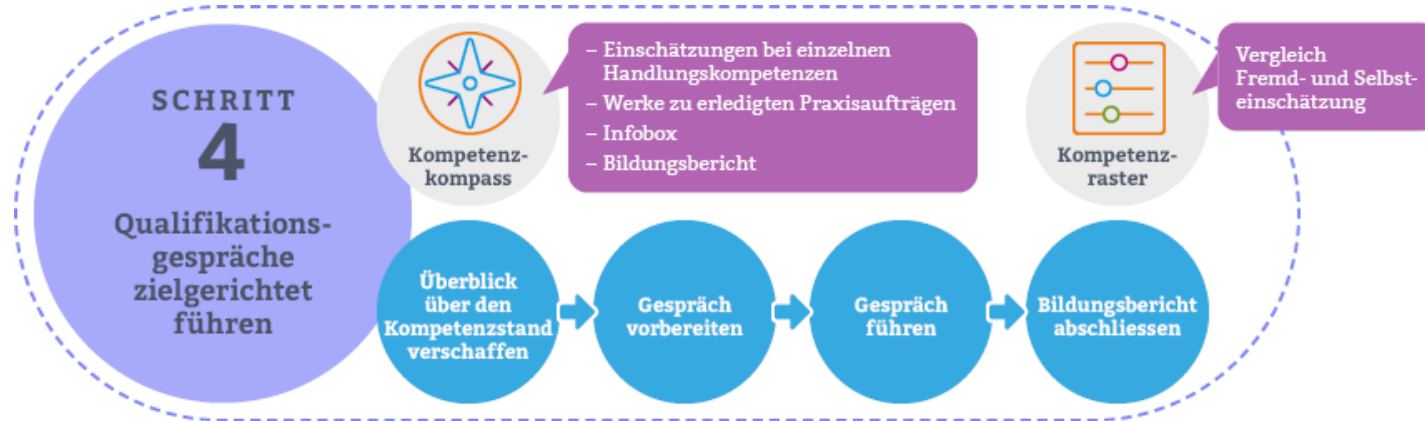 SCHRITT
4
Qualifikations-
gespräche
zielgerichtet
führen
Kompetenz-
kompass
– Einschätzungen bei einzelnen
Handlungskompetenzen
– Werke zu erledigten Praxisaufträgen
– Infobox
– Bildungsbericht
Kompetenz-
raster
Vergleich
Fremd- und Selbst-
einschätzung
Überblick
über den
Kompetenzstand
verschaffen
Gespräch
vorbereiten
Gespräch
führen
Bildungsbericht
abschliessen